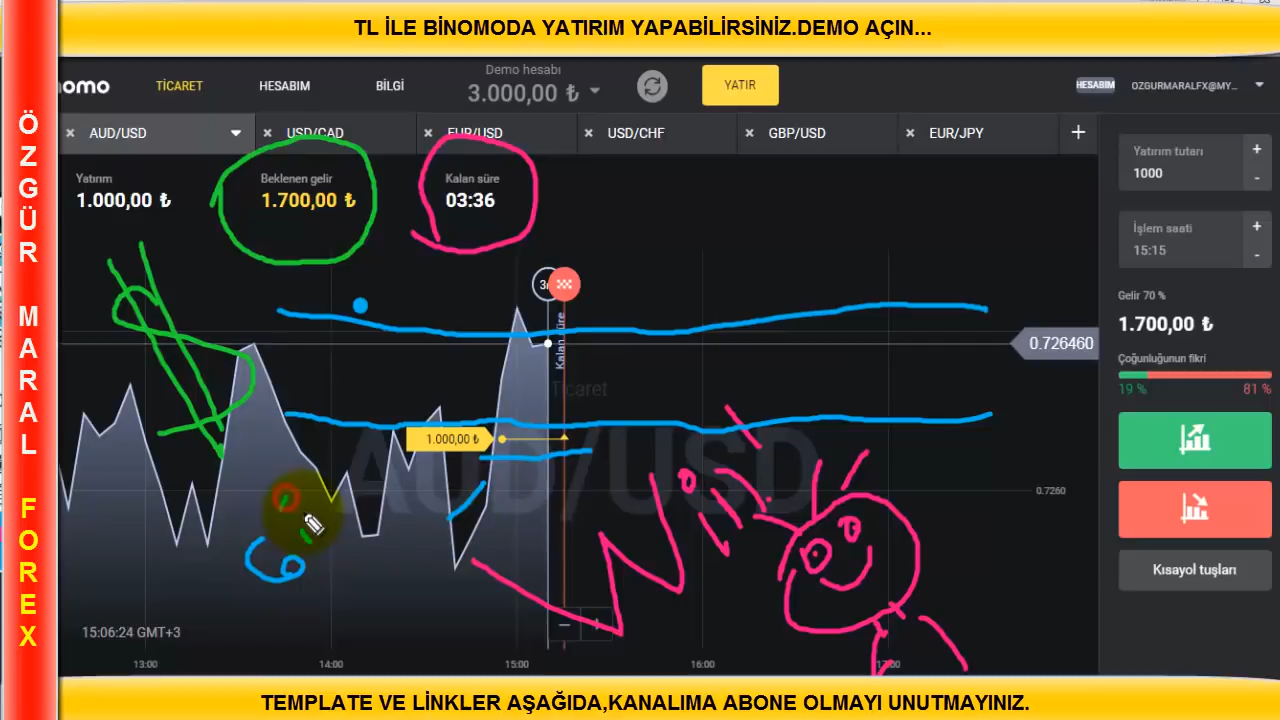 TL İLE BİNOMODA YATIRIM YAPABİLİRSİNİZ.DEMO AÇIN...
ÖZGÜR MARAL FOREX
nomo
TİCARET
HESABIM
BİLGİ
Demo hesabı
3.000,00 ₺
YATIR
HESABIM
OZGURMARALFX@MY...
AUD/USD
USD/CAD
EUR/USD
USD/CHF
GBP/USD
EUR/JPY
+
Yatırım
1.000,00 ₺
Beklenen gelir
1.700,00 ₺
Kalan süre
03:36
Yatırım tutarı
1000
+
-
İşlem saati
15:15
+
-
Gelir 70 %
1.700,00 ₺
Çoğunluğunun fikri
19 %
81 %
Kısayol tuşları
Kalan süre
0.726460
Ticaret
AUD/USD
1.000,00 ₺
0.7260
15:06:24 GMT+3
13:00
14:00
15:00
16:00
17:00
TEMPLATE VE LİNKLER AŞAĞIDA,KANALIMA ABONE OLMAYI UNUTMAYINIZ.